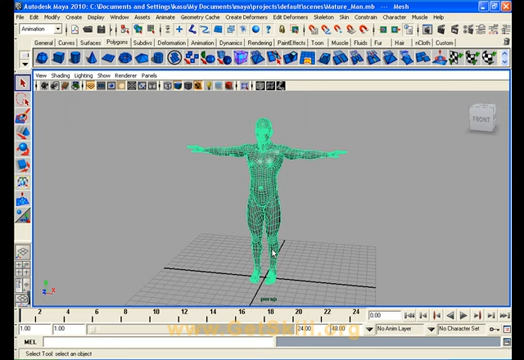 Autodesk Maya 2010: C:\Documents and Settings\kasu\My Documents\maya\projects\default\scenes\Mature_Man.mb --- Mesh
File Edit Modify Create Display Window Assets Animate Geometry Cache Create Deformers Edit Deformers Skeleton Skin Constrain Character Help
Animation
General Curves Surfaces Polygons Subdivs Deformation Animation Dynamics Rendering PaintEffects Toon Muscle Fluids Fur Hair nCloth Custom
View Shading Lighting Show Renderer Panels
FRONT
persp
2 4 6 8 10 12 14 16 18 20 22 24 0.00
1.00 1.00 24.00 48.00 No Anim Layer No Character Set
MEL
Select Tool: select an object